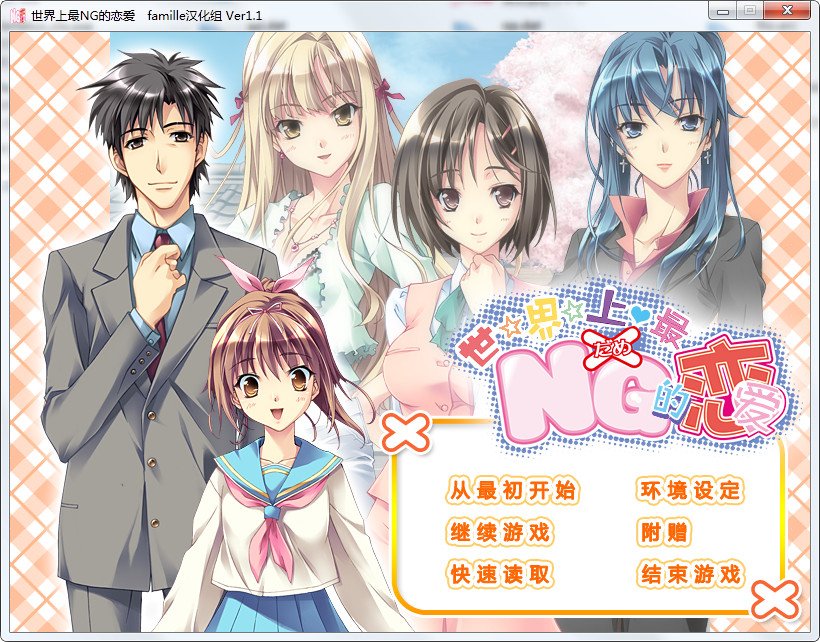 世界上最NG的恋爱 famille汉化组 Ver1.1
世☆思☆上♥最
だめ
NG的恋爱
从最初开始
环境设定
继续游戏
附赠
快速读取
结束游戏